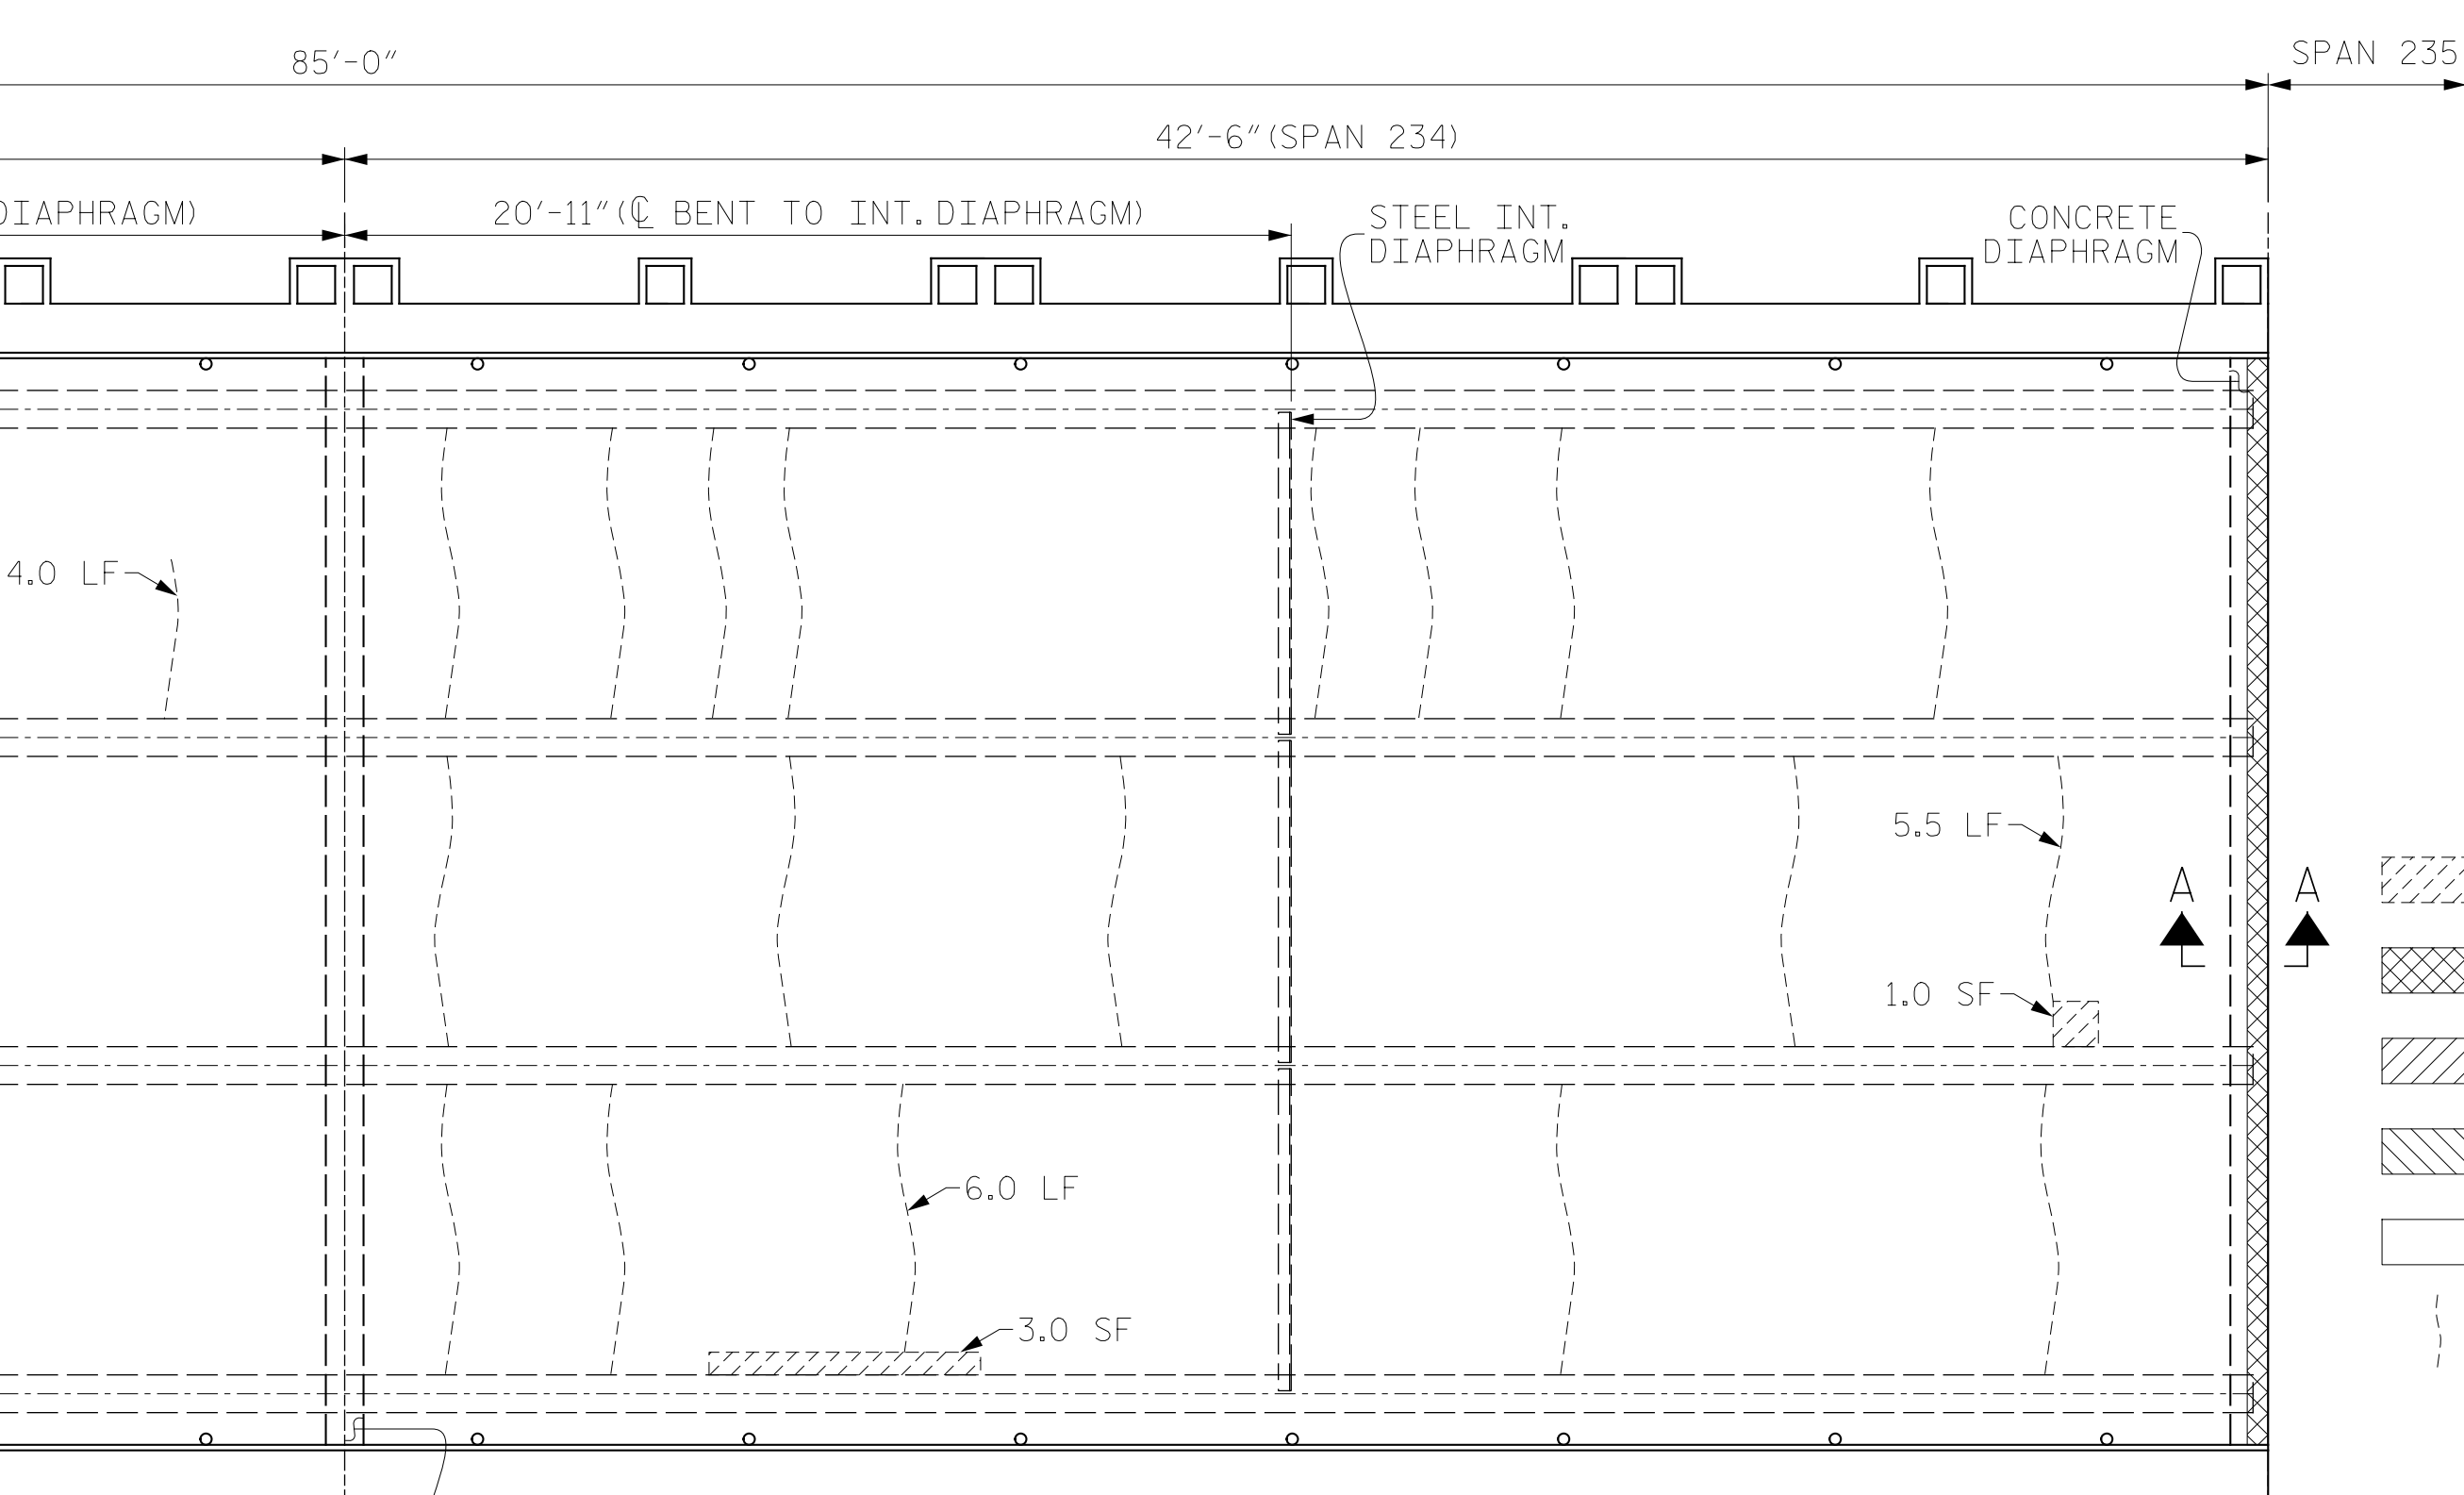 85'-0"
SPAN 235
42'-6"(SPAN 234)
DIAPHRAGM)
20'-11"(℄ BENT TO INT. DIAPHRAGM)
STEEL INT.
DIAPHRAGM
CONCRETE
DIAPHRAGM
4.0 LF
5.5 LF
A
A
1.0 SF
6.0 LF
3.0 SF